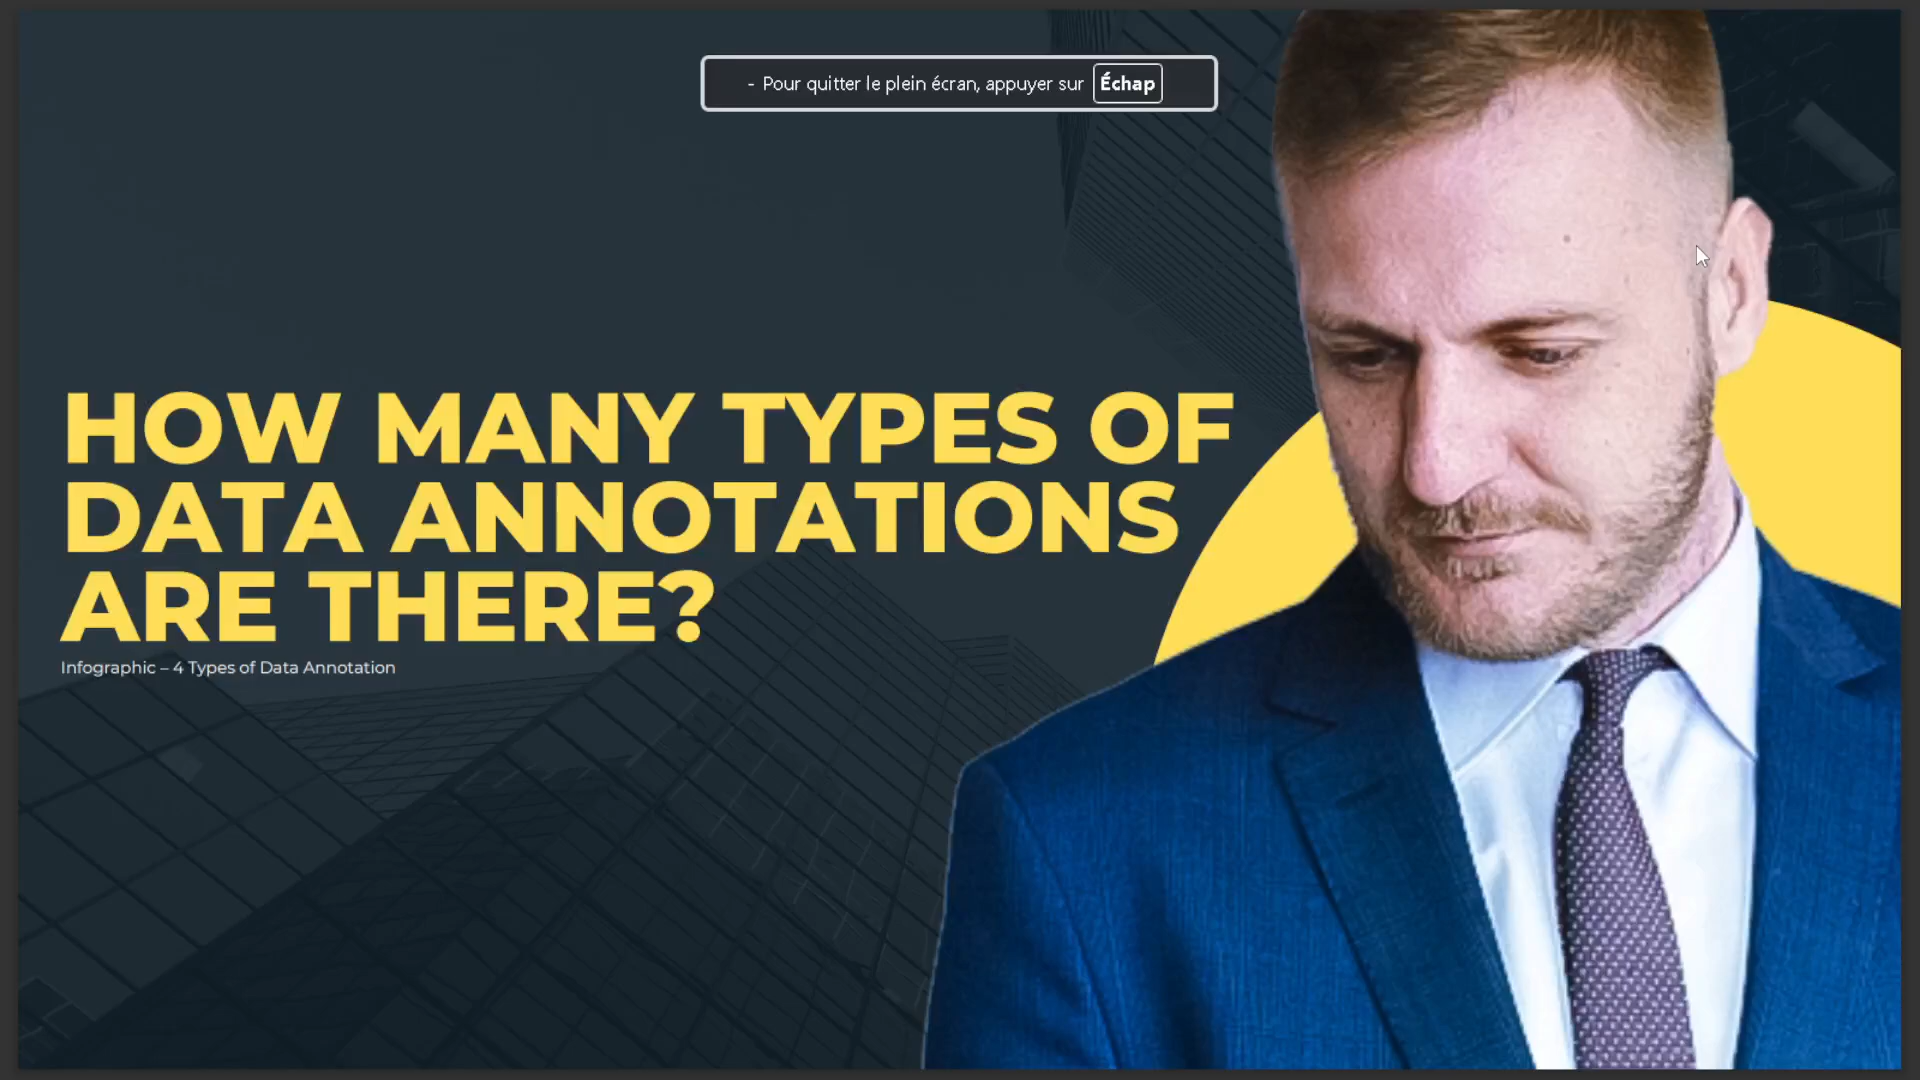 - Pour quitter le plein écran, appuyer sur Échap
HOW MANY TYPES OF
DATA ANNOTATIONS
ARE THERE?
Infographic – 4 Types of Data Annotation